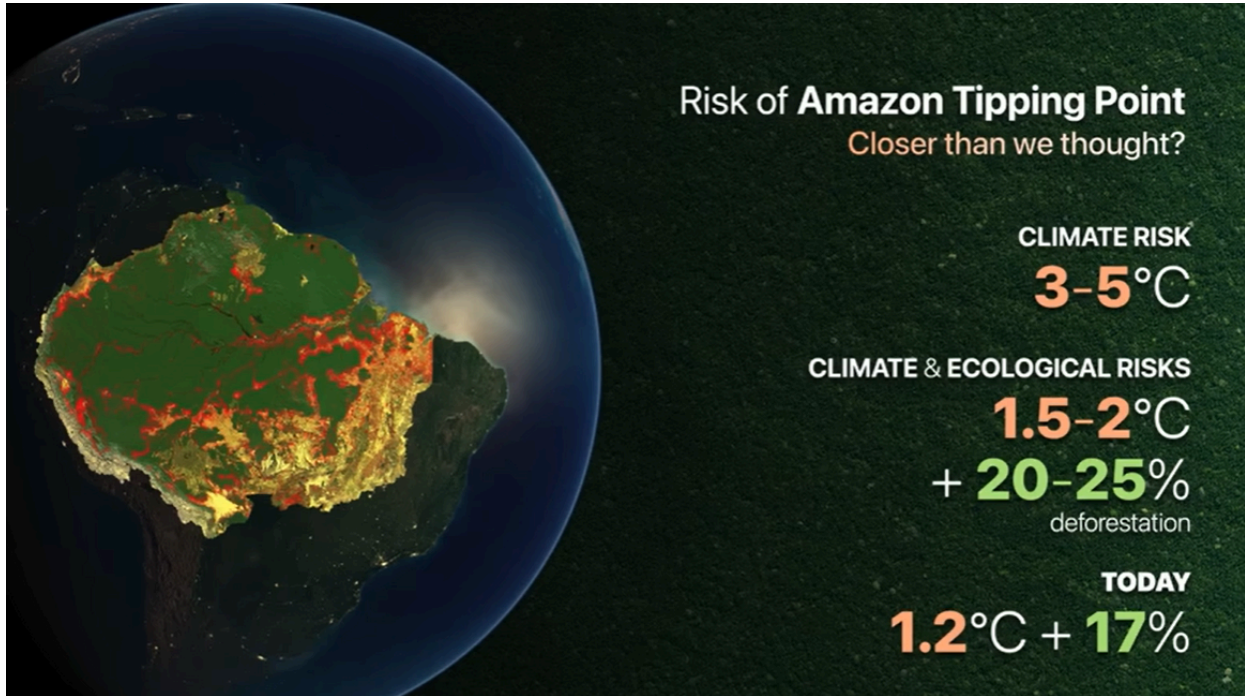 Risk of Amazon Tipping Point
Closer than we thought?
CLIMATE RISK
3-5°C
CLIMATE & ECOLOGICAL RISKS
1.5-2°C
+ 20-25%
deforestation
TODAY
1.2°C + 17%